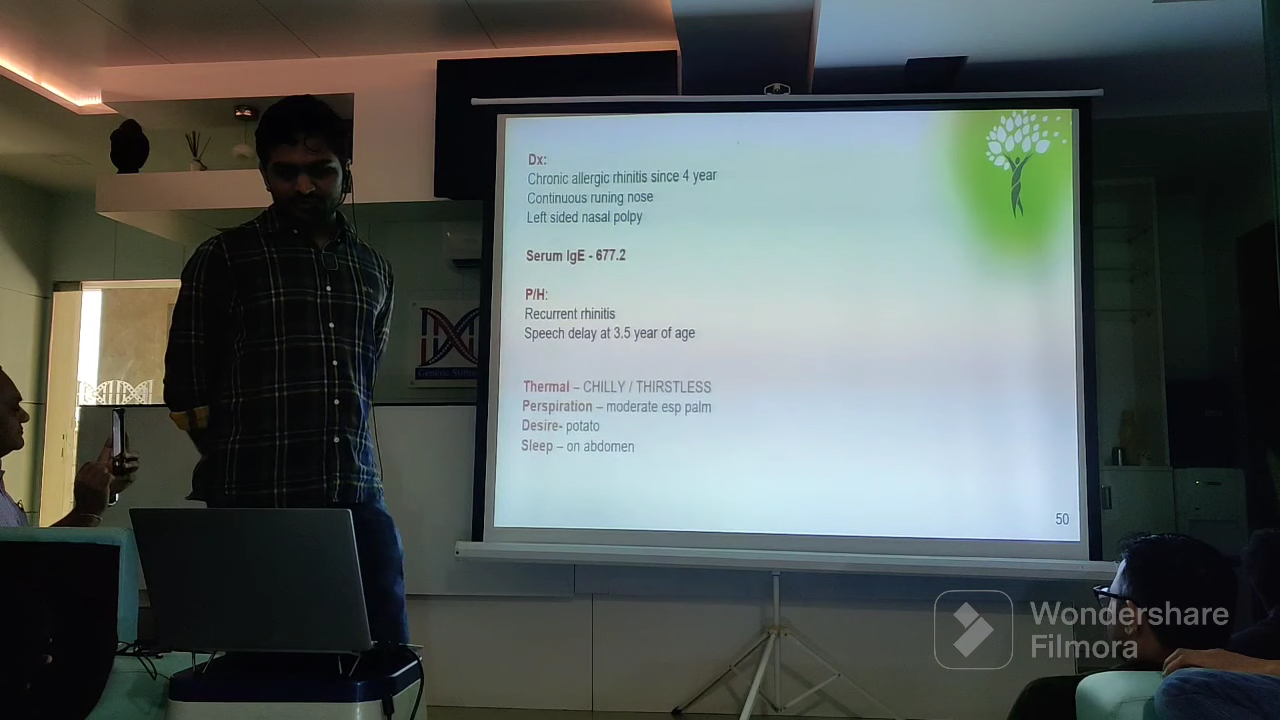 Dx:
Chronic allergic rhinitis since 4 year
Continuous runing nose
Left sided nasal polpy
Serum IgE - 677.2
P/H:
Recurrent rhinitis
Speech delay at 3.5 year of age
Thermal – CHILLY / THIRSTLESS
Perspiration – moderate esp palm
Desire- potato
Sleep – on abdomen
50
Wondershare
Filmora